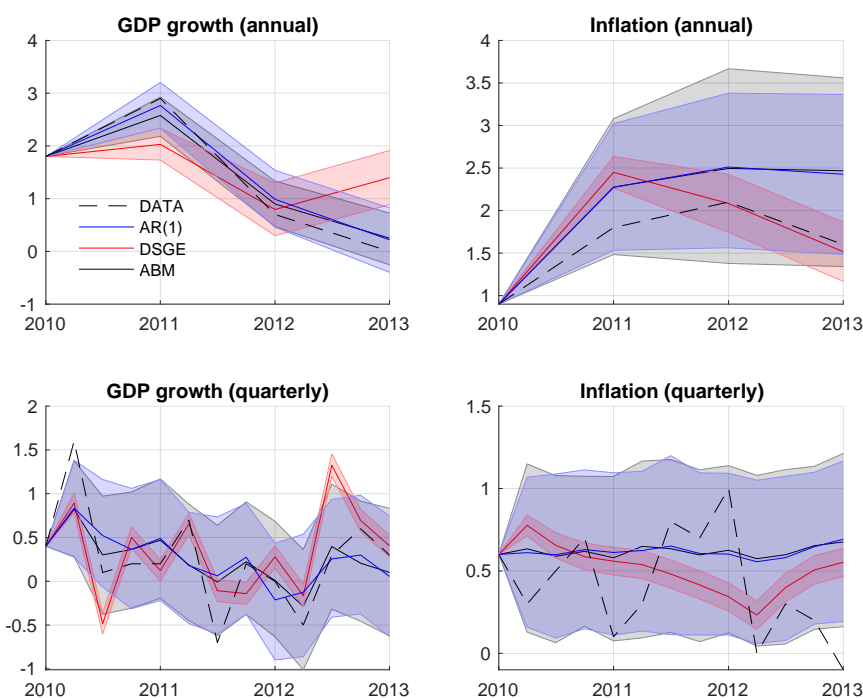 GDP growth (annual)
4
3
2
1
0
-1
2010 2011 2012 2013
DATA
AR(1)
DSGE
ABM
Inflation (annual)
4
3.5
3
2.5
2
1.5
1
2010 2011 2012 2013
GDP growth (quarterly)
2
1.5
1
0.5
0
-0.5
-1
2010 2011 2012 2013
Inflation (quarterly)
1.5
1
0.5
0
2010 2011 2012 2013